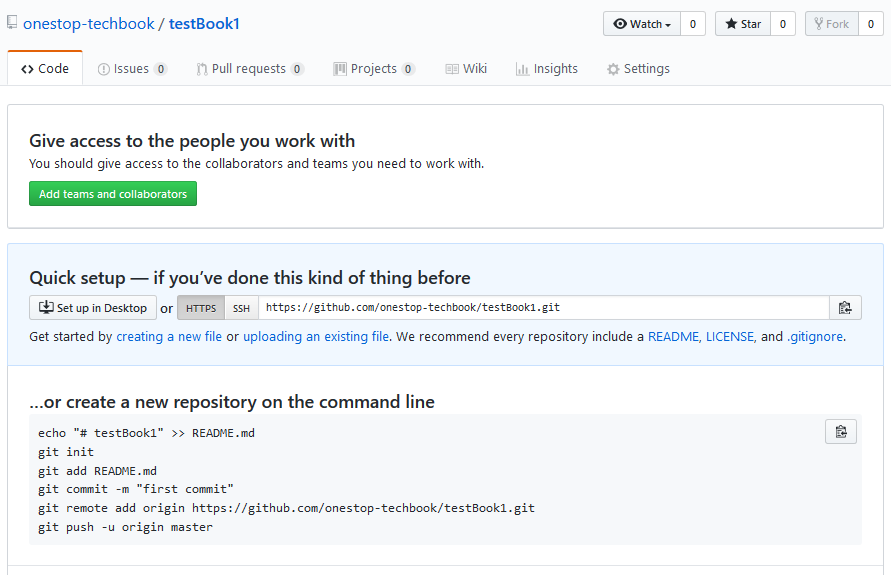 onestop-techbook / testBook1
Watch 0 Star 0 Fork 0
Code Issues 0 Pull requests 0 Projects 0 Wiki Insights Settings
Give access to the people you work with
You should give access to the collaborators and teams you need to work with.
Add teams and collaborators
Quick setup — if you’ve done this kind of thing before
Set up in Desktop or HTTPS SSH https://github.com/onestop-techbook/testBook1.git
Get started by creating a new file or uploading an existing file. We recommend every repository include a README, LICENSE, and .gitignore.
…or create a new repository on the command line
echo "# testBook1" >> README.md
git init
git add README.md
git commit -m "first commit"
git remote add origin https://github.com/onestop-techbook/testBook1.git
git push -u origin master